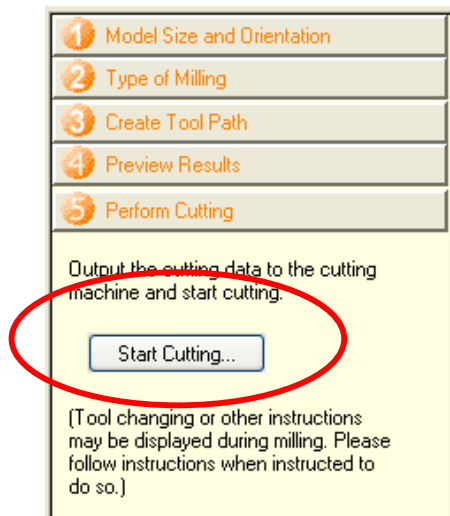 1 Model Size and Orientation
2 Type of Milling
3 Create Tool Path
4 Preview Results
5 Perform Cutting
Output the cutting data to the cutting
machine and start cutting.
Start Cutting...
(Tool changing or other instructions
may be displayed during milling. Please
follow instructions when instructed to
do so.)